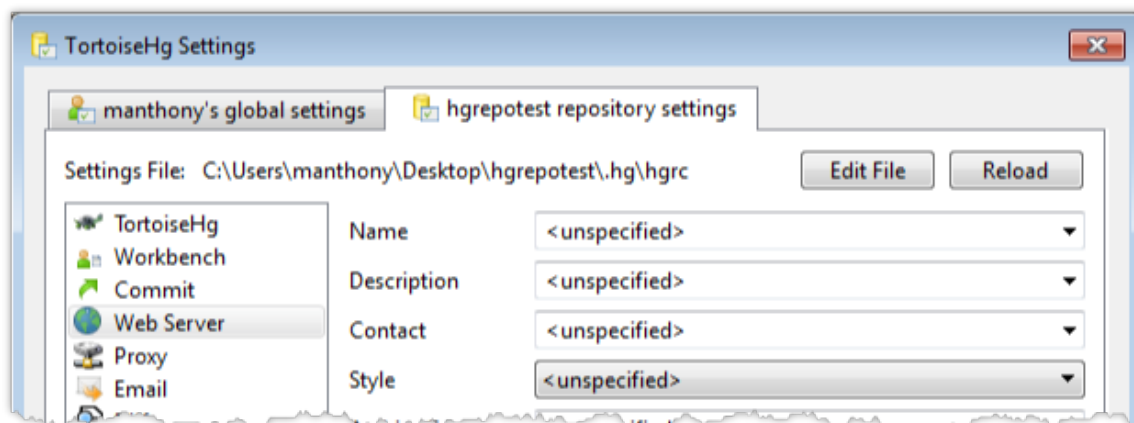 TortoiseHg Settings
manthony's global settings
hgrepotest repository settings
Settings File: C:\Users\manthony\Desktop\hgrepotest\.hg\hgrc
Edit File
Reload
TortoiseHg
Workbench
Commit
Web Server
Proxy
Email
Name
<unspecified>
Description
<unspecified>
Contact
<unspecified>
Style
<unspecified>